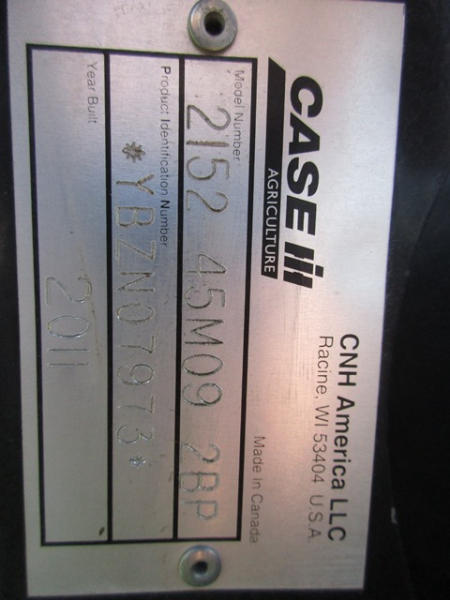 CASE IH
AGRICULTURE
CNH America LLC
Racine, WI 53404 U.S.A.
Model Number
Made in Canada
2152 45M09 2BP
Product Identification Number
*YBZN07973*
Year Built
2011